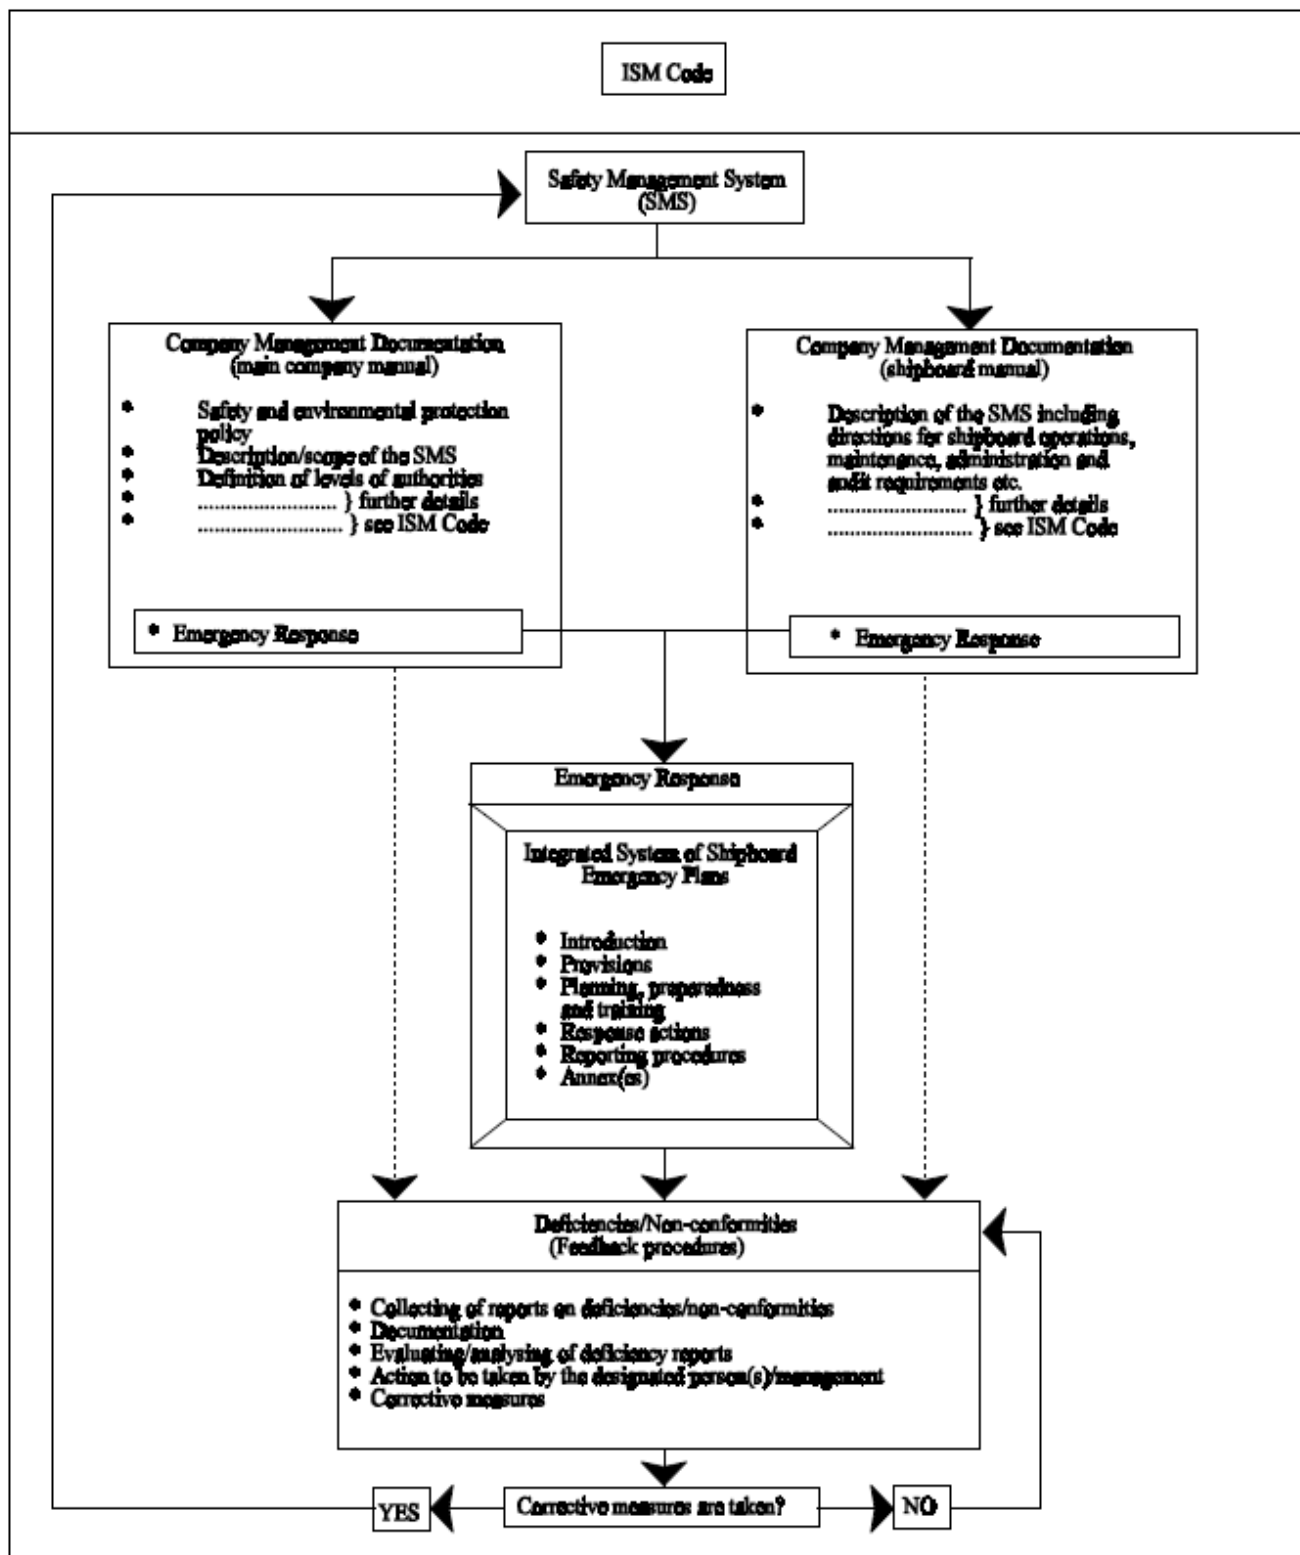 ISM Code
Safety Management System
(SMS)
Company Management Documentation
(main company manual)
* Safety and environmental protection
policy
* Description/scope of the SMS
* Definition of levels of authorities
* .............................. } further details
* .............................. } see ISM Code
* Emergency Response
Company Management Documentation
(shipboard manual)
* Description of the SMS including
directions for shipboard operations,
maintenance, administration and
audit requirements etc.
* .............................. } further details
* .............................. } see ISM Code
* Emergency Response
Emergency Response
Integrated System of Shipboard
Emergency Plans
* Introduction
* Provisions
* Planning, preparedness
and training
* Response actions
* Reporting procedures
* Annex(es)
Deficiencies/Non-conformities
(Feedback procedures)
* Collecting of reports on deficiencies/non-conformities
* Documentation
* Evaluating/analysing of deficiency reports
* Action to be taken by the designated person(s)/management
* Corrective measures
YES
Corrective measures are taken?
NO